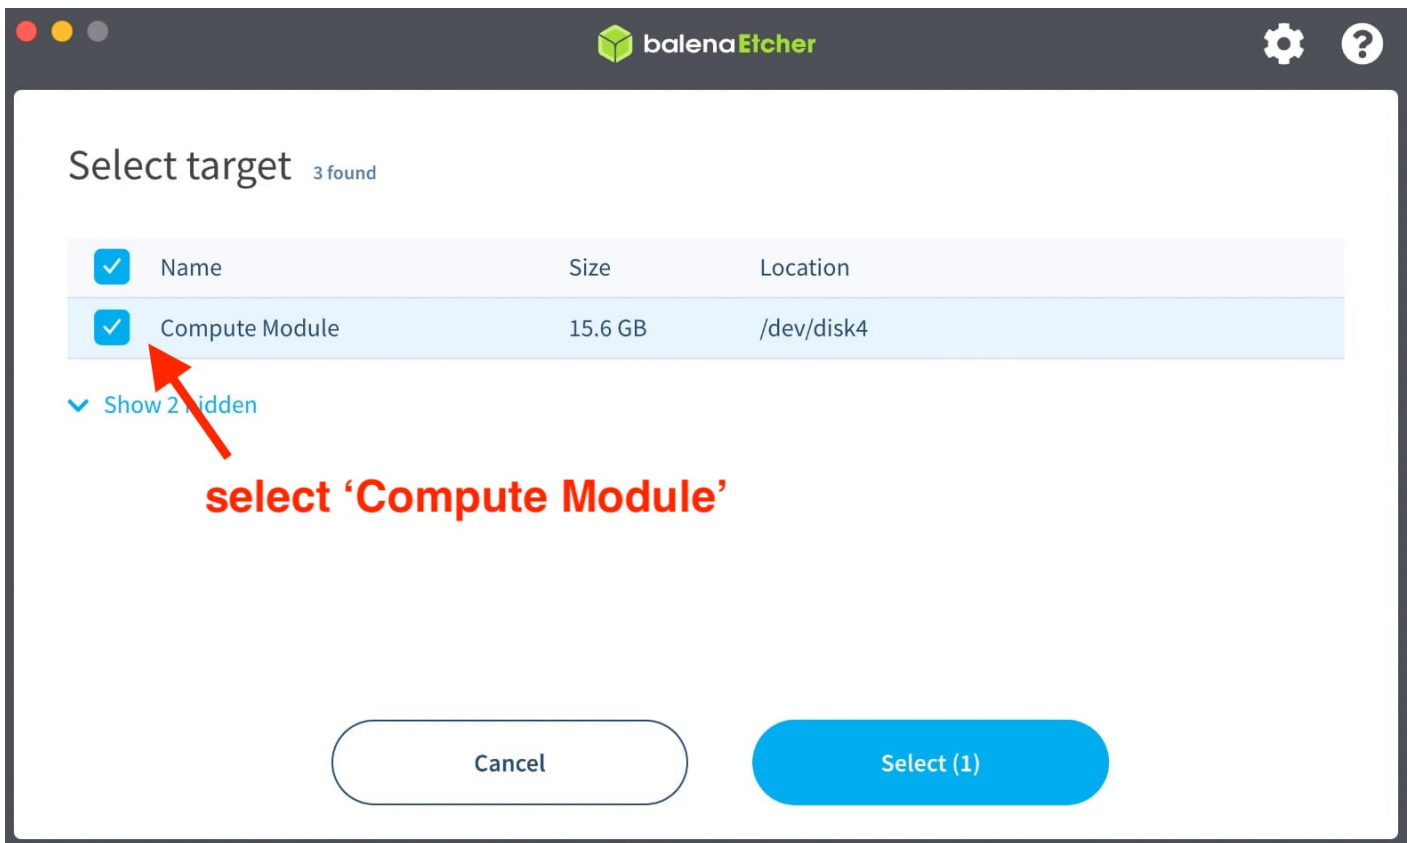 balenaEtcher
Select target 3 found
Name Size Location
Compute Module 15.6 GB /dev/disk4
Show 2 hidden
select ‘Compute Module’
Cancel Select (1)